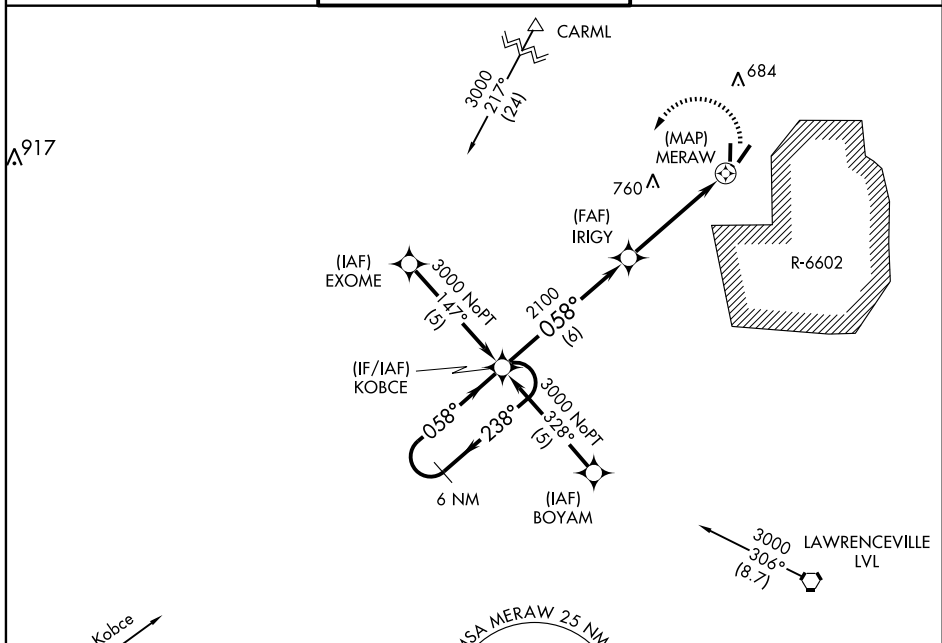 CARML
3000
217°
(24)
684
917
(MAP)
MERAW
760
(FAF)
IRIGY
R-6602
(IAF)
EXOME
3000 NoPT
147°
(5)
2100
058°
(6)
(IF/IAF)
KOBCE
3000 NoPT
328°
(5)
058°
238°
6 NM
(IAF)
BOYAM
3000
306°
(8.7)
LAWRENCEVILLE
LVL
Kobce
MSA MERAW 25 NM